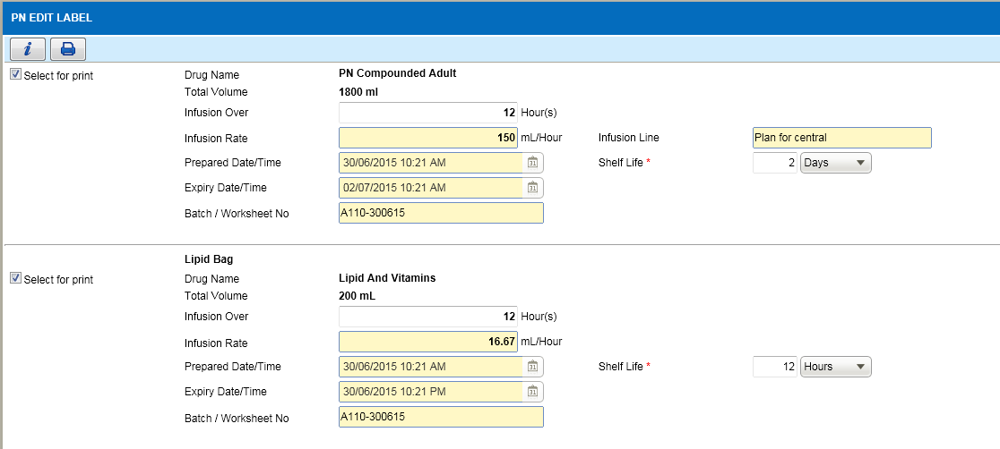 PN EDIT LABEL
i
Select for print
Drug Name PN Compounded Adult
Total Volume 1800 ml
Infusion Over 12 Hour(s)
Infusion Rate 150 mL/Hour Infusion Line Plan for central
Prepared Date/Time 30/06/2015 10:21 AM 31 Shelf Life * 2 Days
Expiry Date/Time 02/07/2015 10:21 AM 31
Batch / Worksheet No A110-300615
Lipid Bag
Select for print Drug Name Lipid And Vitamins
Total Volume 200 mL
Infusion Over 12 Hour(s)
Infusion Rate 16.67 mL/Hour
Prepared Date/Time 30/06/2015 10:21 AM 31 Shelf Life * 12 Hours
Expiry Date/Time 30/06/2015 10:21 PM 31
Batch / Worksheet No A110-300615